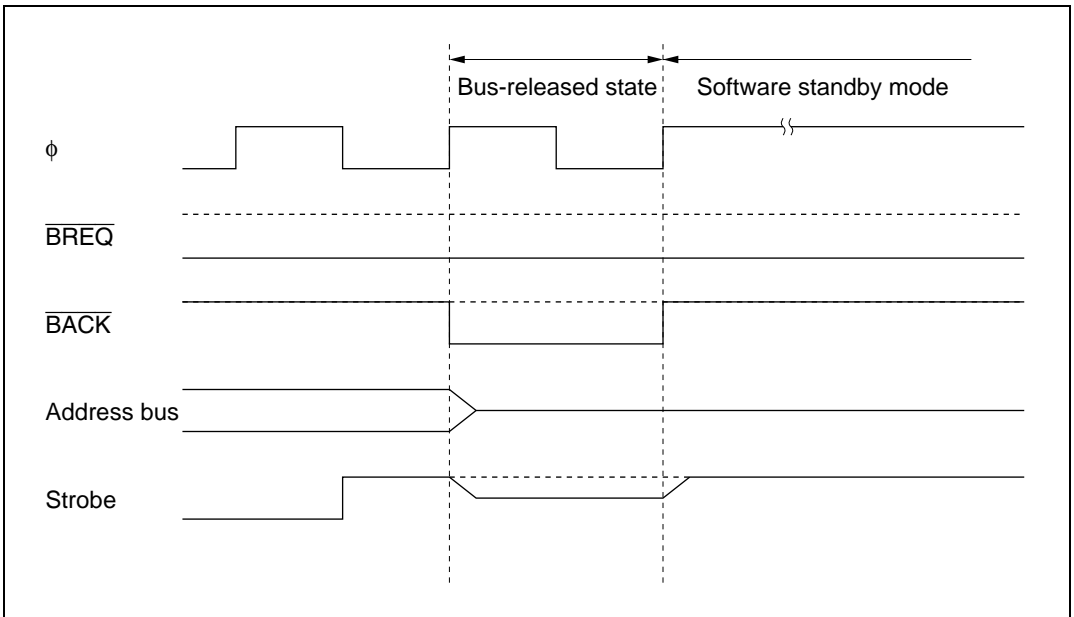 Bus-released state Software standby mode
ϕ
BREQ
BACK
Address bus
Strobe